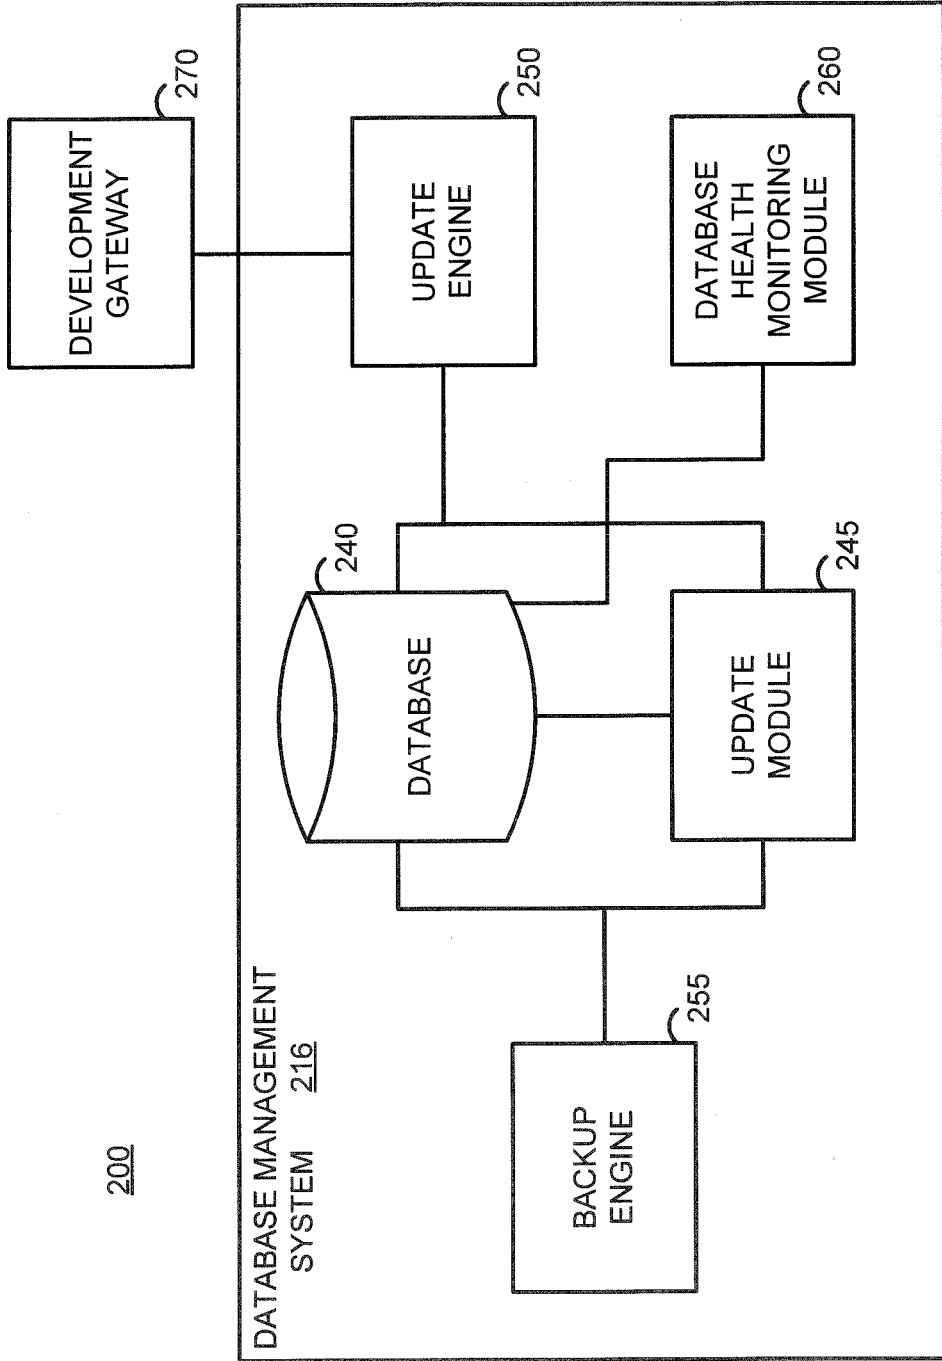 200
DATABASE MANAGEMENT
SYSTEM 216
BACKUP
ENGINE
255
DATABASE
240
UPDATE
MODULE
245
DEVELOPMENT
GATEWAY
270
UPDATE
ENGINE
250
DATABASE
HEALTH
MONITORING
MODULE
260